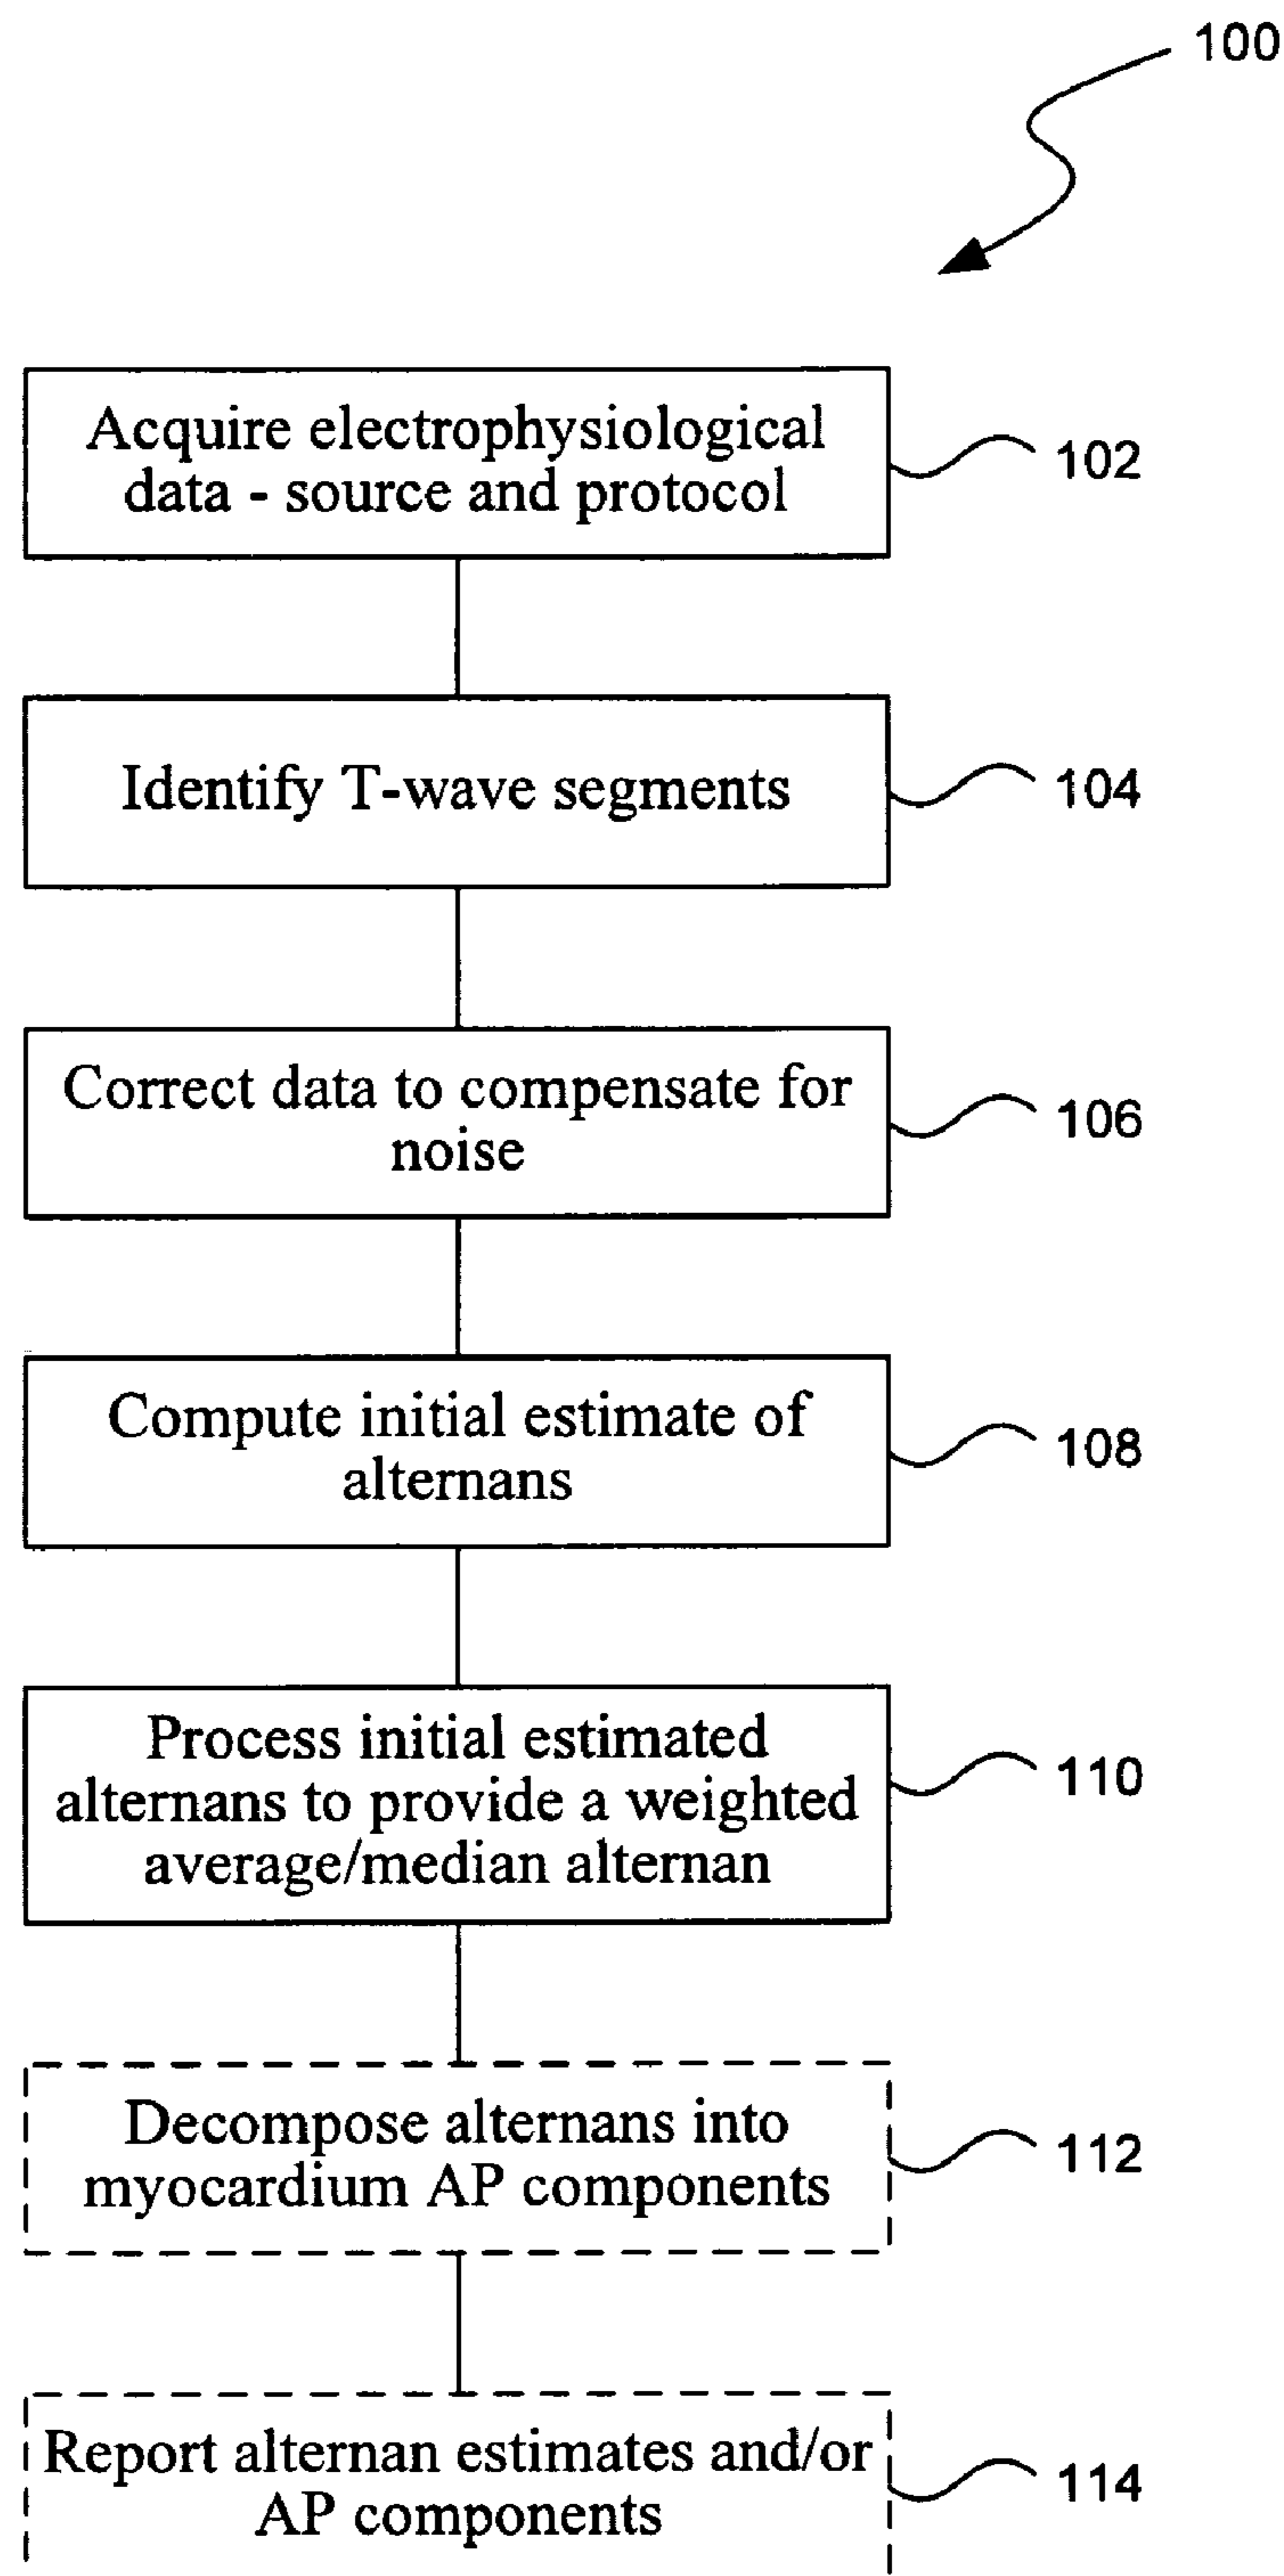 100
Acquire electrophysiological
data - source and protocol
102
Identify T-wave segments
104
Correct data to compensate for
noise
106
Compute initial estimate of
alternans
108
Process initial estimated
alternans to provide a weighted
average/median alternan
110
Decompose alternans into
myocardium AP components
112
Report alternan estimates and/or
AP components
114